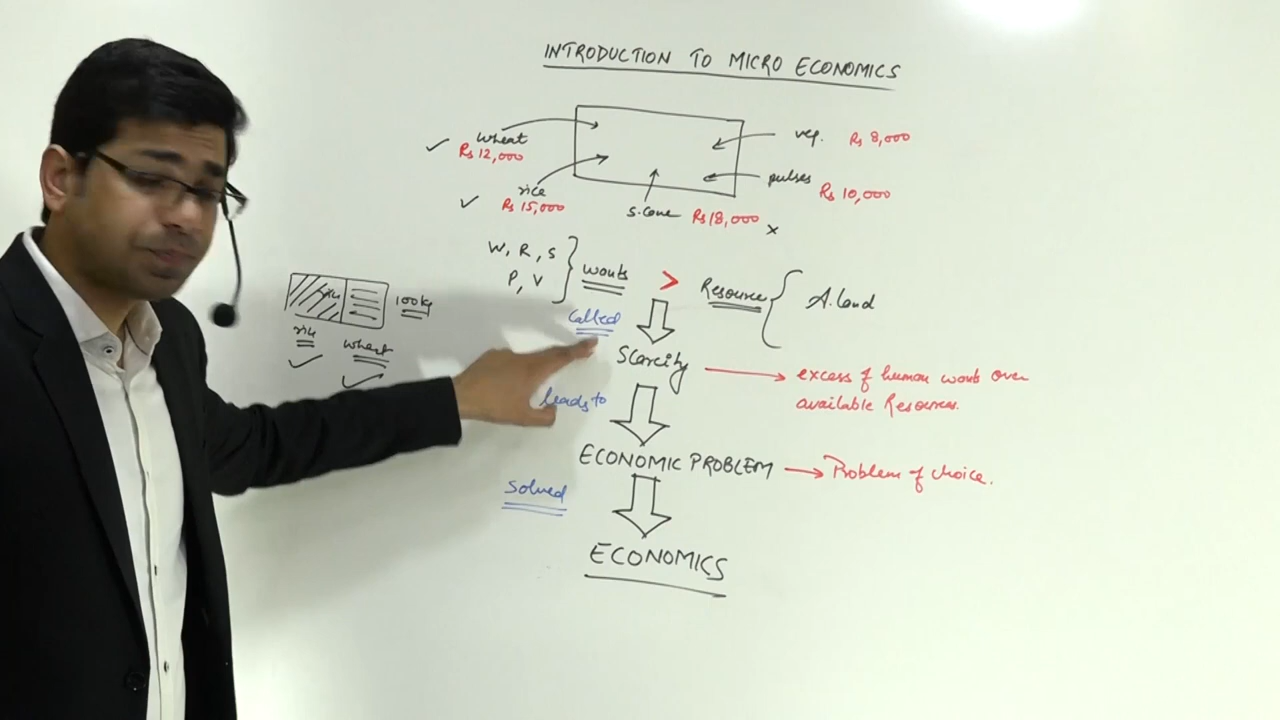 INTRODUCTION TO MICRO ECONOMICS
wheat
Rs 12,000
veg. Rs 8,000
rice
Rs 15,000
pulses
Rs 10,000
s.cane Rs 18,000 x
W, R, S
P, V
wants > Resource
A. Land
rice
100kg
rice
wheat
called
Scarcity
excess of human wants over
available Resources.
leads to
ECONOMIC PROBLEM
Problem of choice.
Solved
ECONOMICS